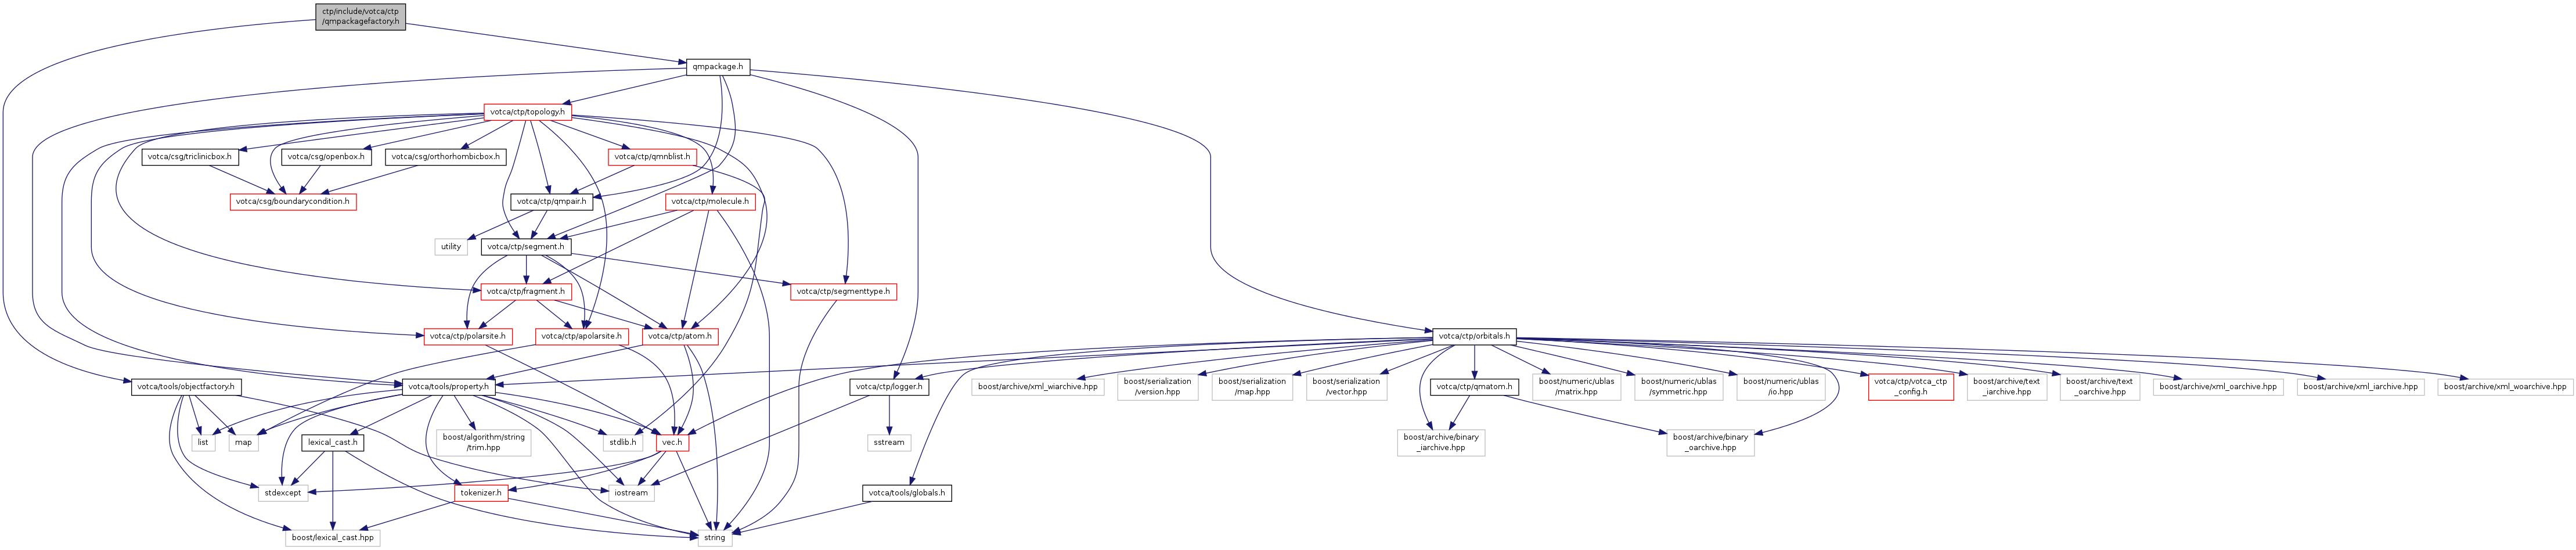 ctp/include/votca/ctp
/qmpackagefactory.h
qmpackage.h
votca/ctp/topology.h
votca/csg/triclinicbox.h
votca/csg/openbox.h
votca/csg/orthorhombicbox.h
votca/ctp/qmnblist.h
votca/csg/boundarycondition.h
votca/ctp/qmpair.h
votca/ctp/molecule.h
utility
votca/ctp/segment.h
votca/ctp/fragment.h
votca/ctp/segmenttype.h
votca/ctp/polarsite.h
votca/ctp/apolarsite.h
votca/ctp/atom.h
votca/ctp/orbitals.h
votca/tools/objectfactory.h
votca/tools/property.h
votca/ctp/logger.h
boost/archive/xml_wiarchive.hpp
boost/serialization
/version.hpp
boost/serialization
/map.hpp
boost/serialization
/vector.hpp
votca/ctp/qmatom.h
boost/numeric/ublas
/matrix.hpp
boost/numeric/ublas
/symmetric.hpp
boost/numeric/ublas
/io.hpp
votca/ctp/votca_ctp
_config.h
boost/archive/text
_iarchive.hpp
boost/archive/text
_oarchive.hpp
boost/archive/xml_oarchive.hpp
boost/archive/xml_iarchive.hpp
boost/archive/xml_woarchive.hpp
list
map
lexical_cast.h
boost/algorithm/string
/trim.hpp
stdlib.h
vec.h
sstream
boost/archive/binary
_iarchive.hpp
boost/archive/binary
_oarchive.hpp
stdexcept
tokenizer.h
iostream
votca/tools/globals.h
boost/lexical_cast.hpp
string